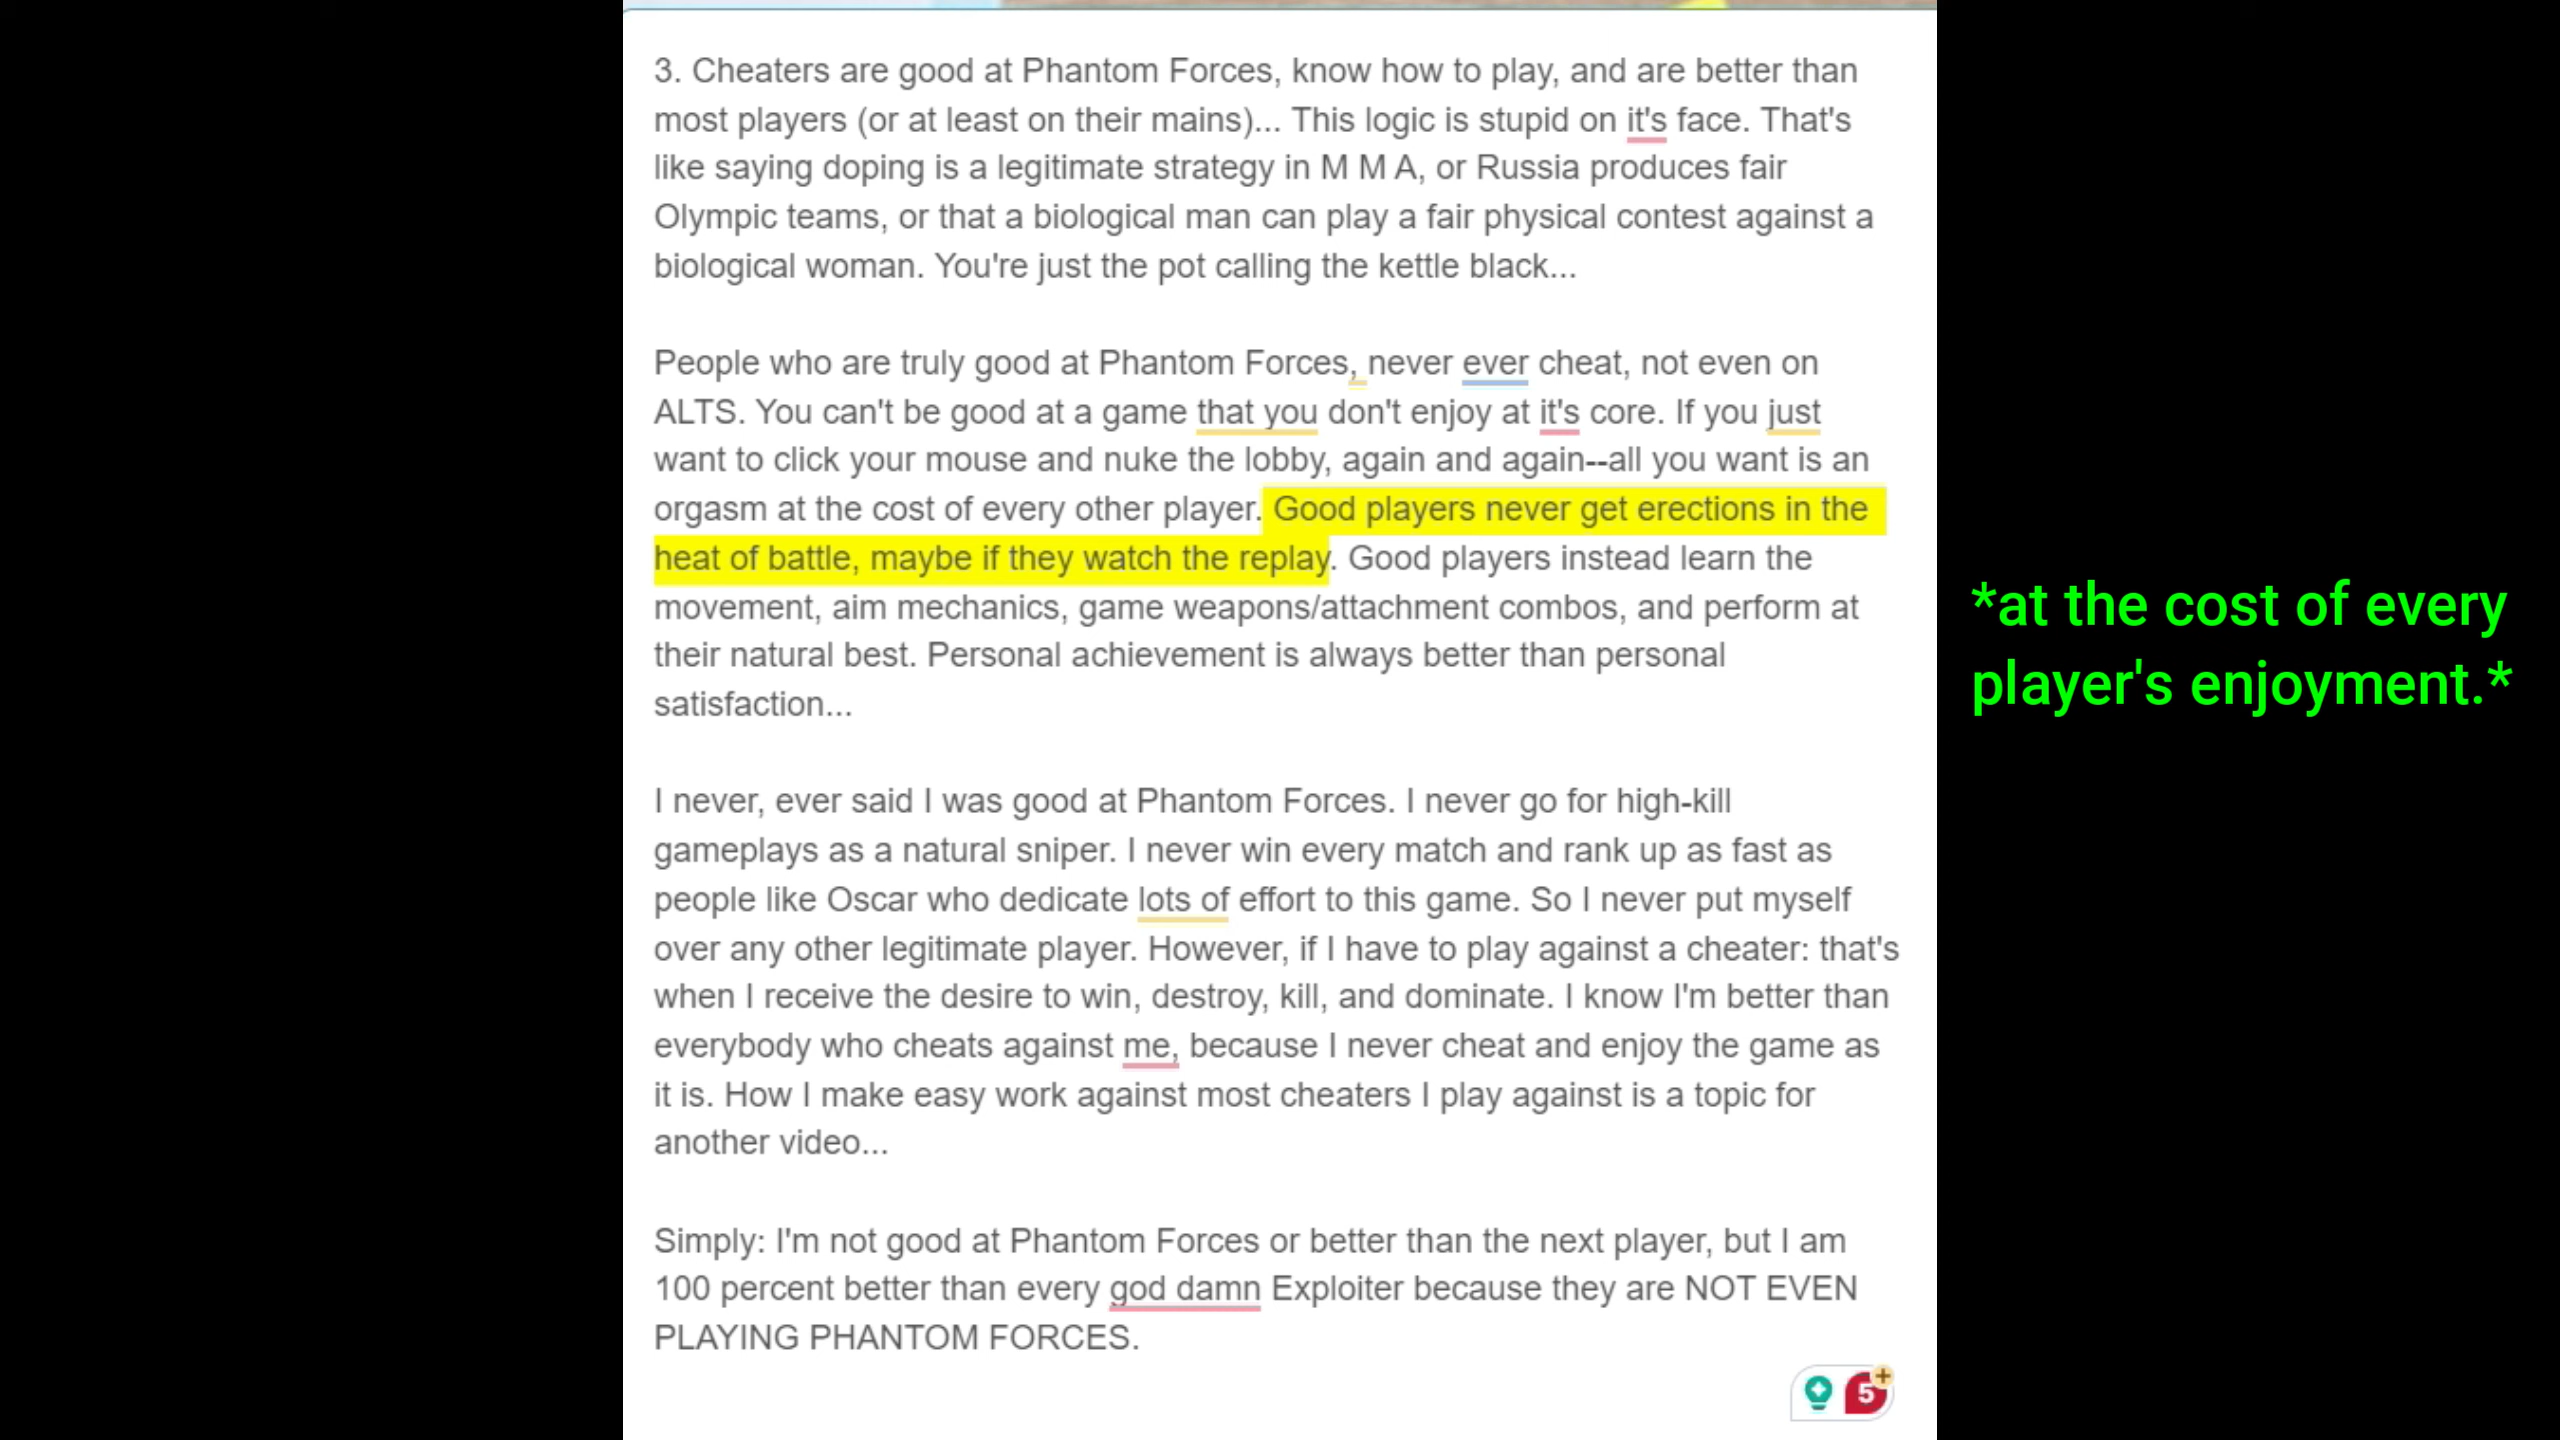 3. Cheaters are good at Phantom Forces, know how to play, and are better than
most players (or at least on their mains)... This logic is stupid on it's face. That's
like saying doping is a legitimate strategy in M M A, or Russia produces fair
Olympic teams, or that a biological man can play a fair physical contest against a
biological woman. You're just the pot calling the kettle black...
People who are truly good at Phantom Forces, never ever cheat, not even on
ALTS. You can't be good at a game that you don't enjoy at it's core. If you just
want to click your mouse and nuke the lobby, again and again--all you want is an
orgasm at the cost of every other player. Good players never get erections in the
heat of battle, maybe if they watch the replay. Good players instead learn the
movement, aim mechanics, game weapons/attachment combos, and perform at
their natural best. Personal achievement is always better than personal
satisfaction...
I never, ever said I was good at Phantom Forces. I never go for high-kill
gameplays as a natural sniper. I never win every match and rank up as fast as
people like Oscar who dedicate lots of effort to this game. So I never put myself
over any other legitimate player. However, if I have to play against a cheater: that's
when I receive the desire to win, destroy, kill, and dominate. I know I'm better than
everybody who cheats against me, because I never cheat and enjoy the game as
it is. How I make easy work against most cheaters I play against is a topic for
another video...
Simply: I'm not good at Phantom Forces or better than the next player, but I am
100 percent better than every god damn Exploiter because they are NOT EVEN
PLAYING PHANTOM FORCES.
5+
*at the cost of every
player's enjoyment.*